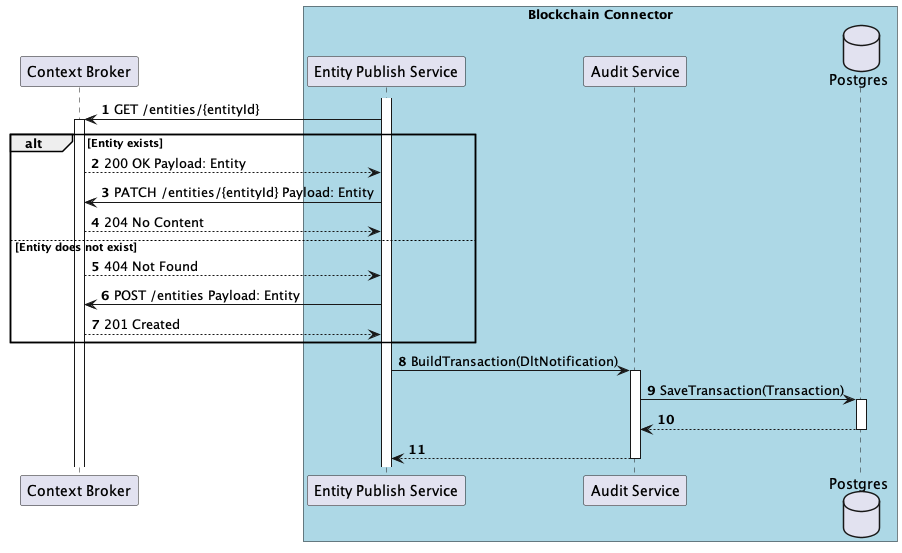 Blockchain Connector
Context Broker
Entity Publish Service
Audit Service
Postgres
1 GET /entities/{entityId}
alt
[Entity exists]
2 200 OK Payload: Entity
3 PATCH /entities/{entityId} Payload: Entity
4 204 No Content
[Entity does not exist]
5 404 Not Found
6 POST /entities Payload: Entity
7 201 Created
8 BuildTransaction(DltNotification)
9 SaveTransaction(Transaction)
10
11
Context Broker
Entity Publish Service
Audit Service
Postgres